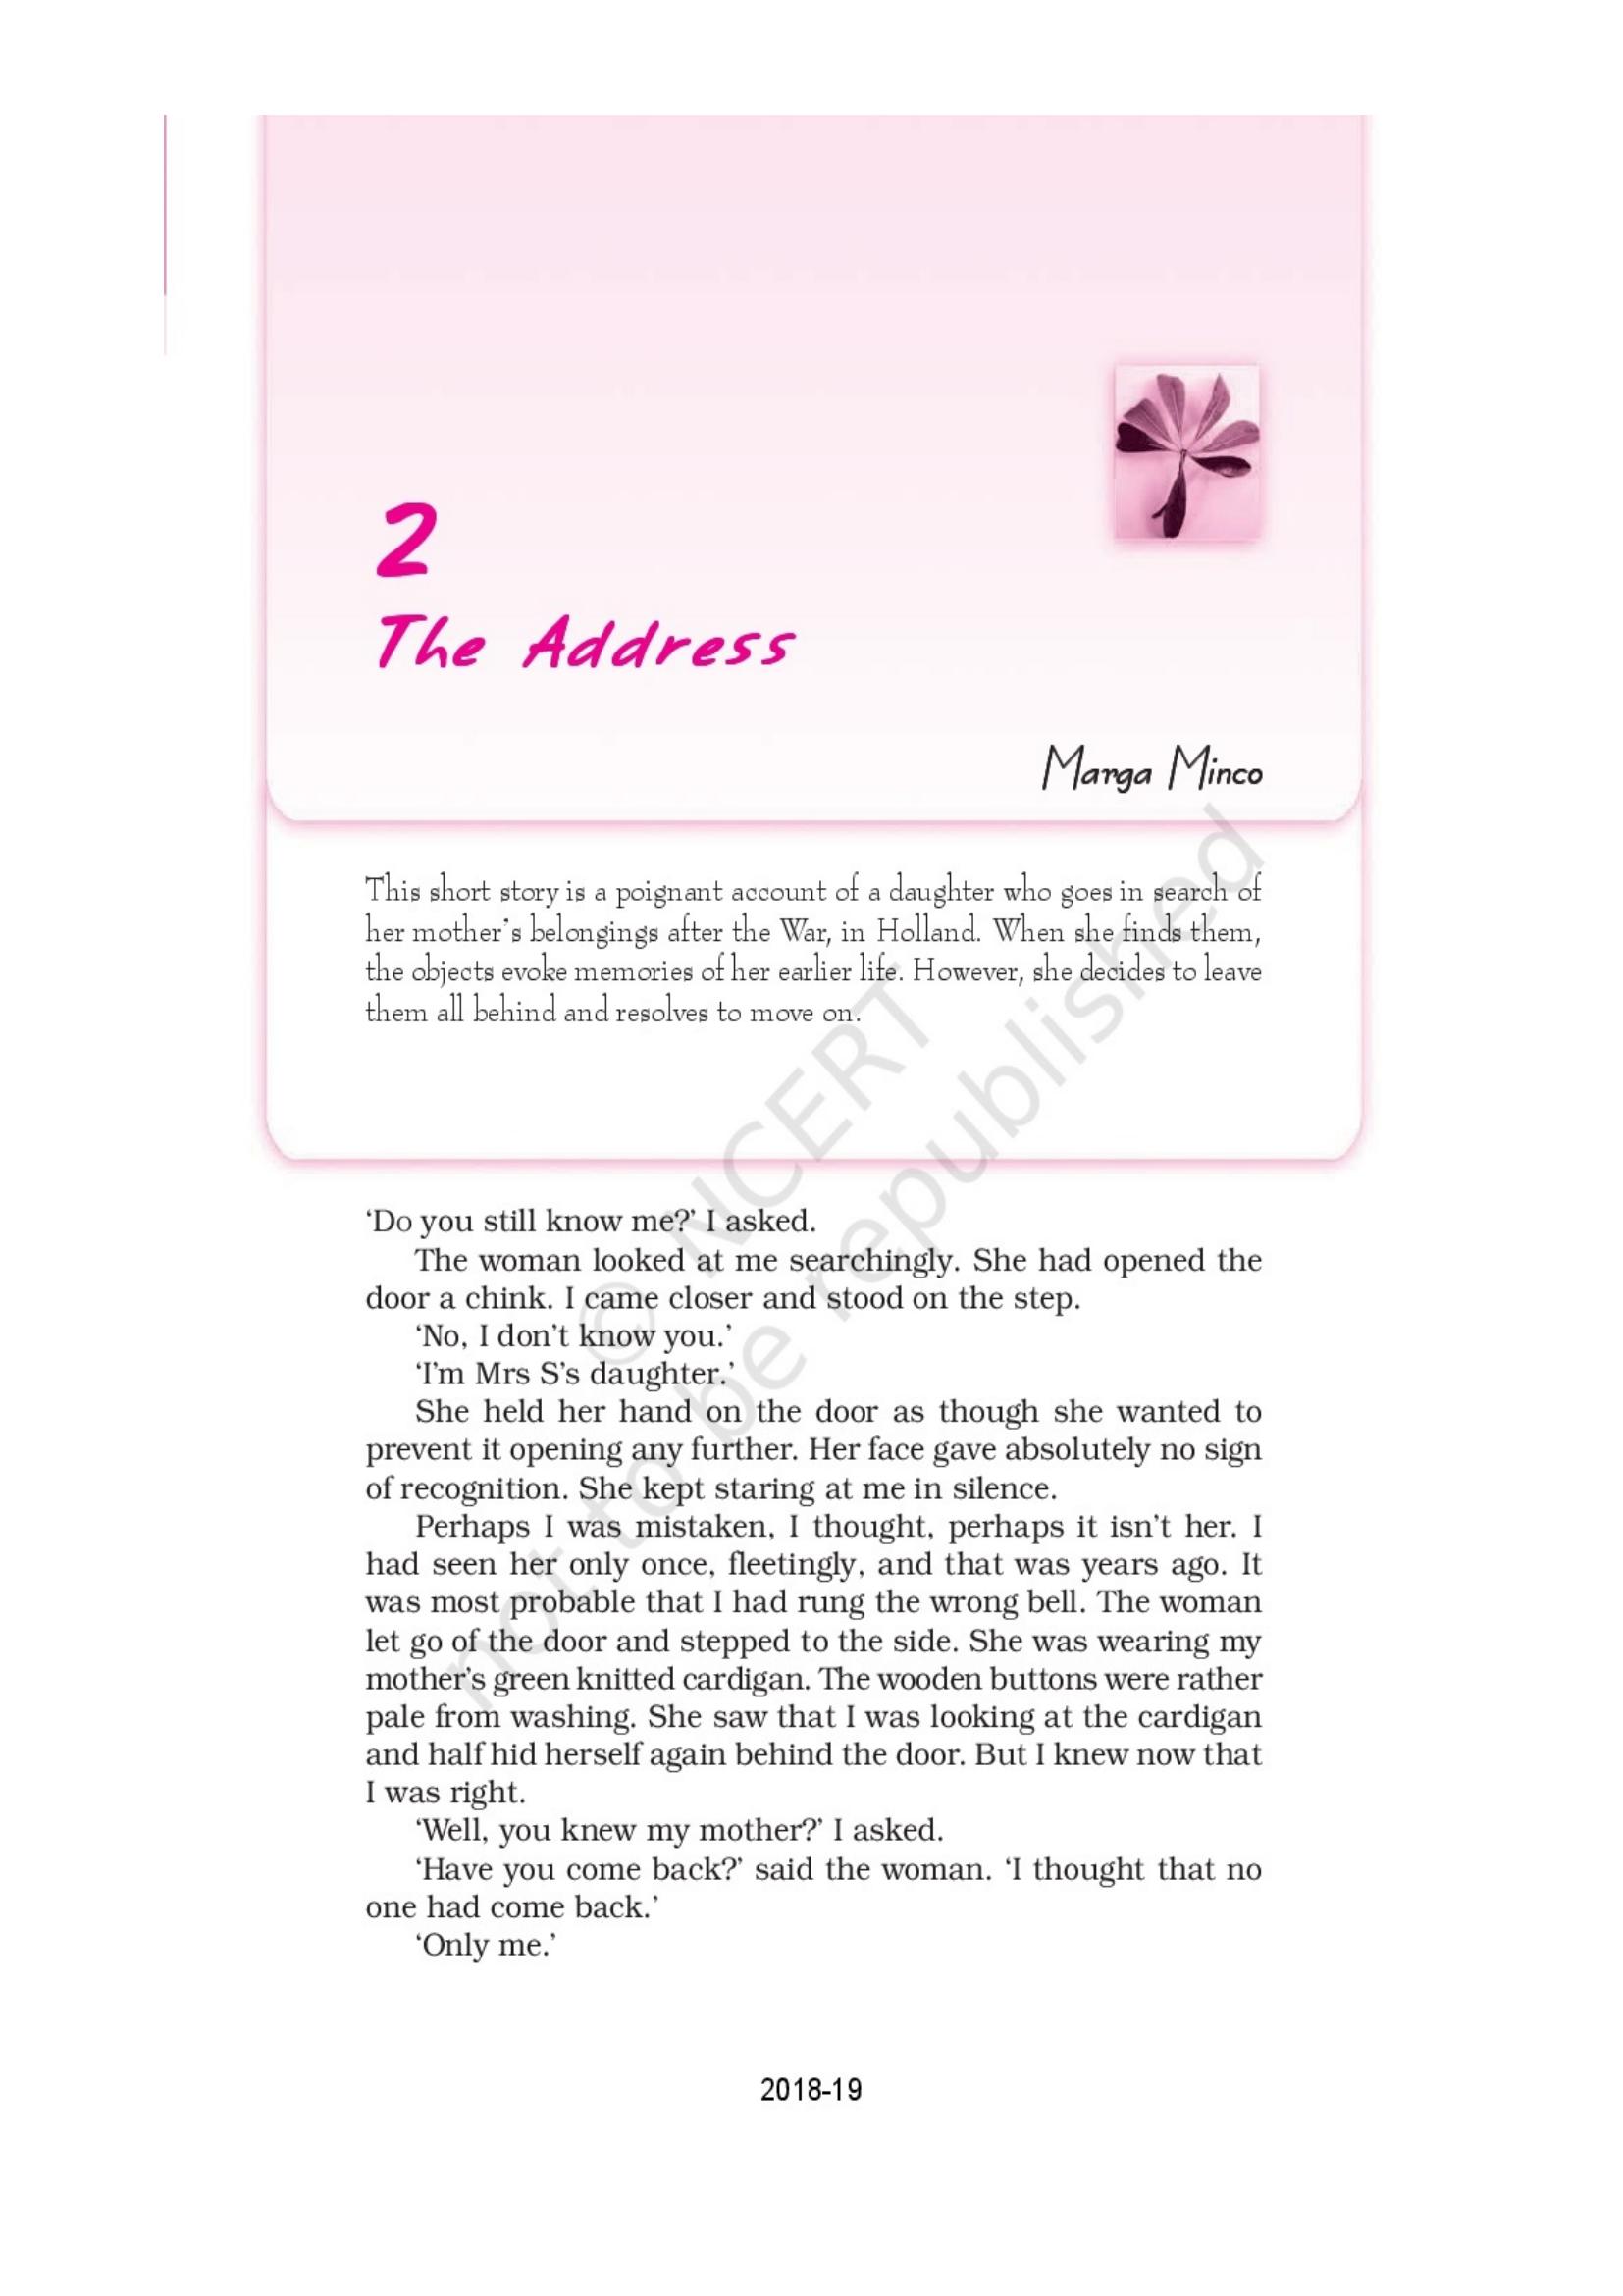 2
The Address
Marga Minco
This short story is a poignant account of a daughter who goes in search of
her mother's belongings after the War, in Holland. When she finds them,
the objects evoke memories of her earlier life. However, she decides to leave
them all behind and resolves to move on.
‘Do you still know me?’ I asked.
The woman looked at me searchingly. She had opened the
door a chink. I came closer and stood on the step.
‘No, I don’t know you.’
‘I’m Mrs S’s daughter.’
She held her hand on the door as though she wanted to
prevent it opening any further. Her face gave absolutely no sign
of recognition. She kept staring at me in silence.
Perhaps I was mistaken, I thought, perhaps it isn’t her. I
had seen her only once, fleetingly, and that was years ago. It
was most probable that I had rung the wrong bell. The woman
let go of the door and stepped to the side. She was wearing my
mother’s green knitted cardigan. The wooden buttons were rather
pale from washing. She saw that I was looking at the cardigan
and half hid herself again behind the door. But I knew now that
I was right.
‘Well, you knew my mother?’ I asked.
‘Have you come back?’ said the woman. ‘I thought that no
one had come back.’
‘Only me.’
© NCERT
not to be republished
2018-19